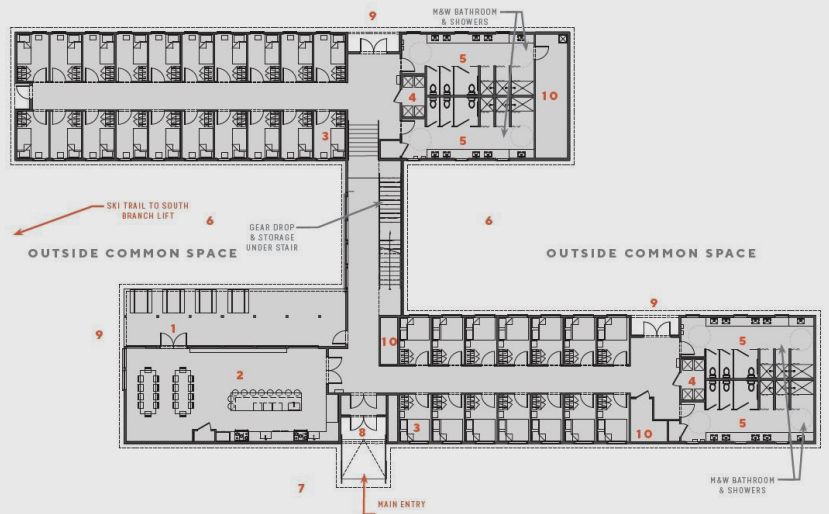 M&W BATHROOM
& SHOWERS
9
5
4
10
3
5
SKI TRAIL TO SOUTH
BRANCH LIFT
6
GEAR DROP
& STORAGE
UNDER STAIR
6
OUTSIDE COMMON SPACE
OUTSIDE COMMON SPACE
9
9
1
10
5
2
4
3
8
10
5
7
M&W BATHROOM
& SHOWERS
MAIN ENTRY